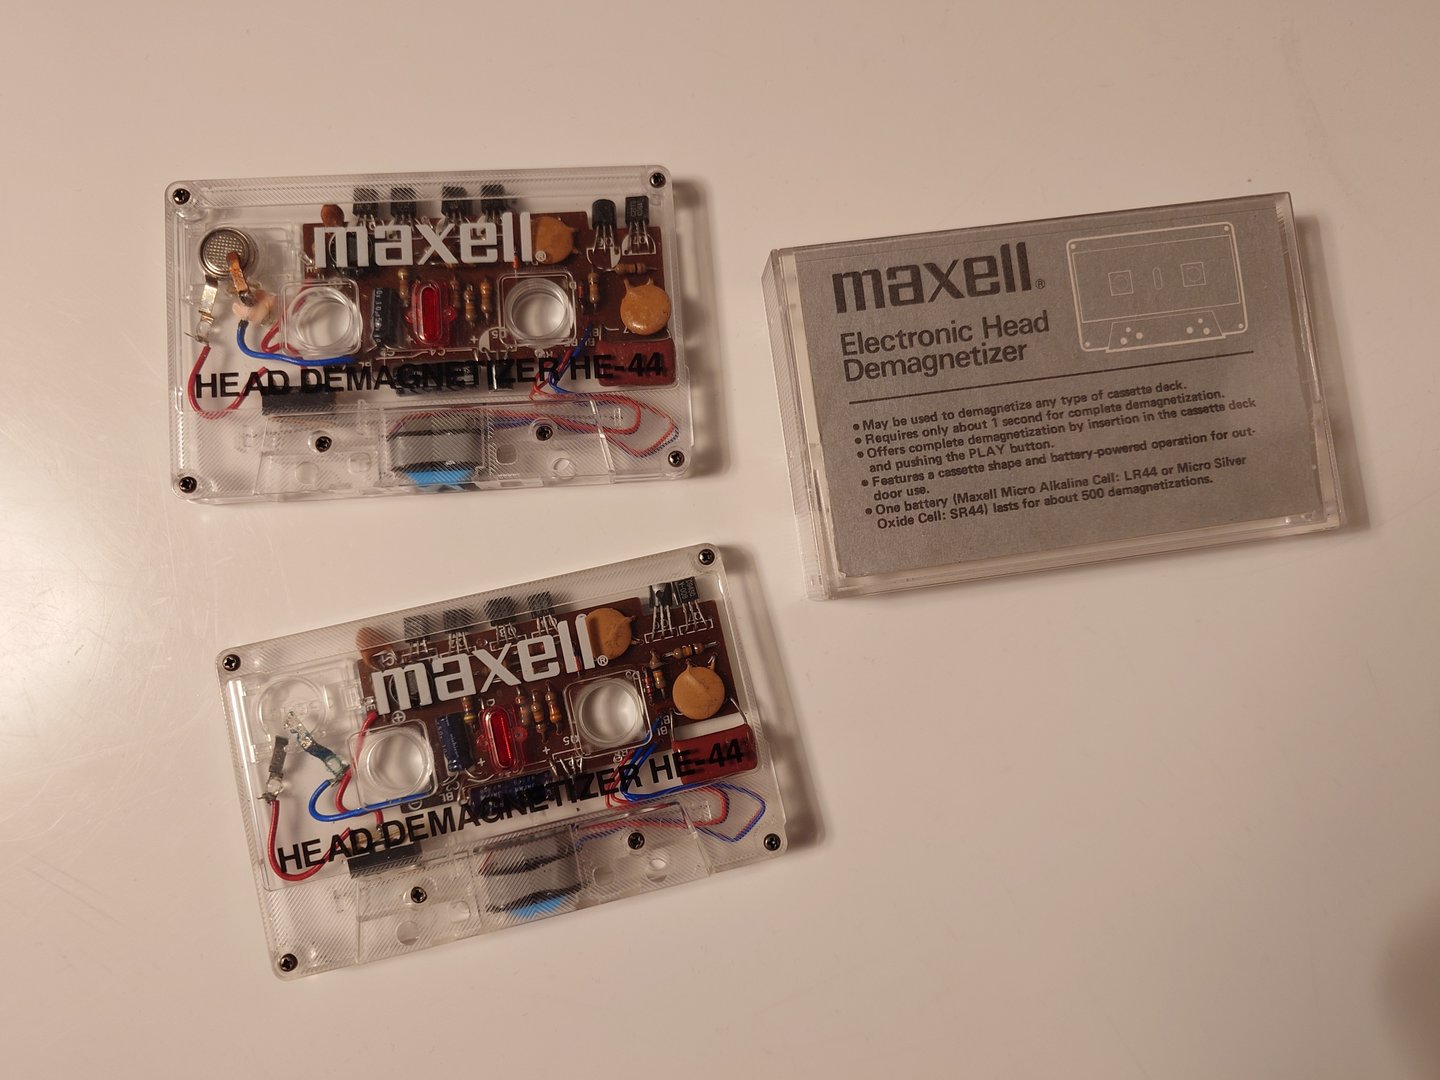 maxell®
HEAD DEMAGNETIZER HE-44
maxell®
Electronic Head
Demagnetizer
• May be used to demagnetize any type of cassette deck.
• Requires only about 1 second for complete demagnetization.
• Offers complete demagnetization by insertion in the cassette deck
and pushing the PLAY button.
• Features a cassette shape and battery-powered operation for out-
door use.
• One battery (Maxell Micro Alkaline Cell: LR44 or Micro Silver
Oxide Cell: SR44) lasts for about 500 demagnetizations.
maxell®
HEAD DEMAGNETIZER HE-44